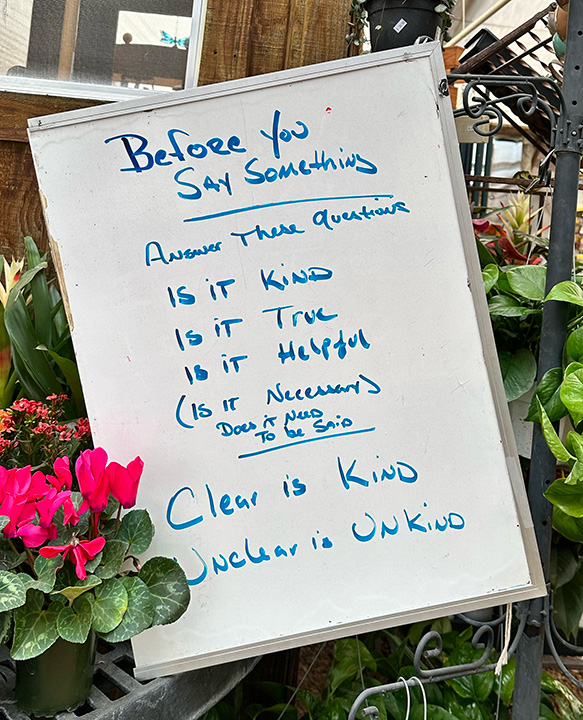 Before You
Say Something
Answer These Questions
Is it Kind
Is it True
Is it Helpful
(Is it Necessary
Does it Need
To be Said
Clear is Kind
Unclear is Unkind